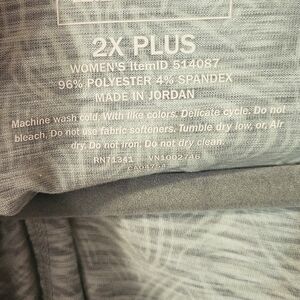 2X PLUS
WOMEN'S ItemID 514087
96% POLYESTER 4% SPANDEX
MADE IN JORDAN
Machine wash cold. With like colors. Delicate cycle. Do not
bleach. Do not use fabric softeners. Tumble dry low, or, Air
dry. Do not iron. Do not dry clean.
RN71341 VN1002746